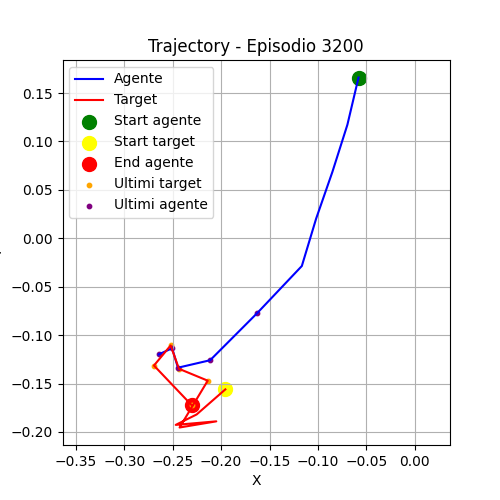 Trajectory - Episodio 3200
Agente
Target
Start agente
Start target
End agente
Ultimi target
Ultimi agente
0.15
0.10
0.05
0.00
−0.05
−0.10
−0.15
−0.20
−0.35 −0.30 −0.25 −0.20 −0.15 −0.10 −0.05 0.00
X